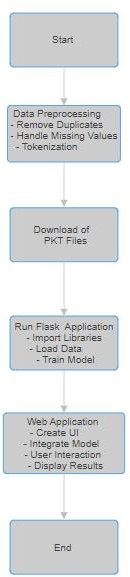 Start
Data Preprocessing
- Remove Duplicates
- Handle Missing Values
- Tokenization
Download of
PKT Files
Run Flask Application
- Import Libraries
- Load Data
- Train Model
Web Application
- Create UI
- Integrate Model
- User Interaction
- Display Results
End